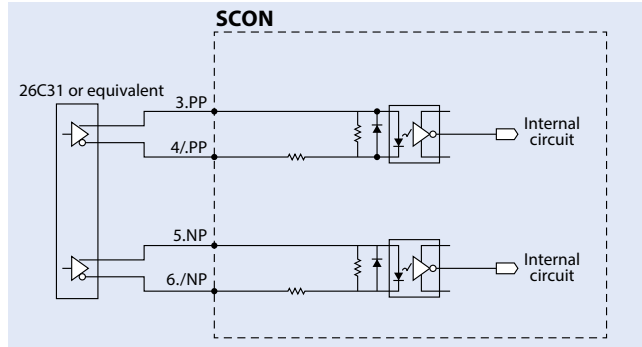 SCON
26C31 or equivalent
3.PP
4/.PP
Internal
circuit
5.NP
6./NP
Internal
circuit